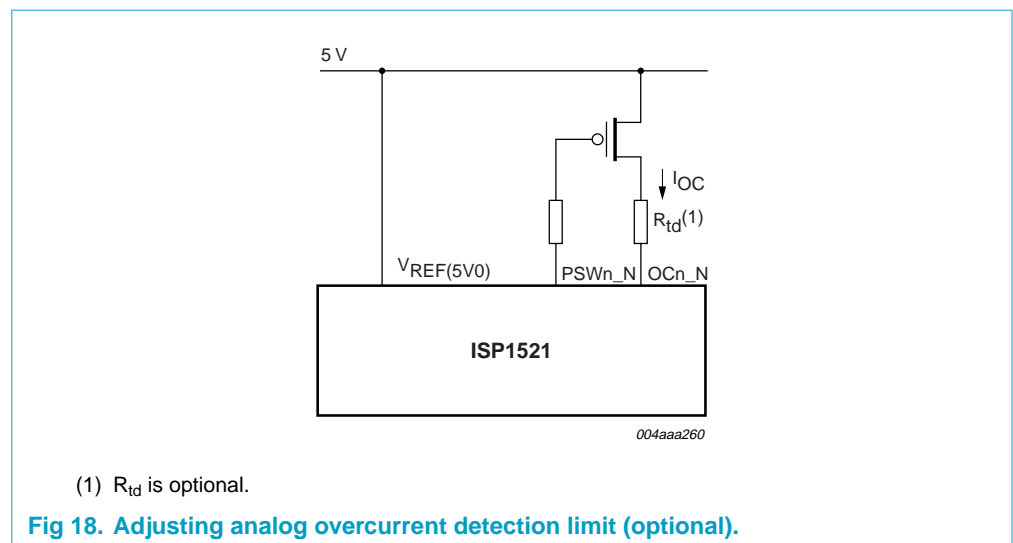 5 V
I_OC
R_td(1)
V_REF(5V0) PSWn_N OCn_N
ISP1521
004aaa260
(1) R_td is optional.
Fig 18. Adjusting analog overcurrent detection limit (optional).